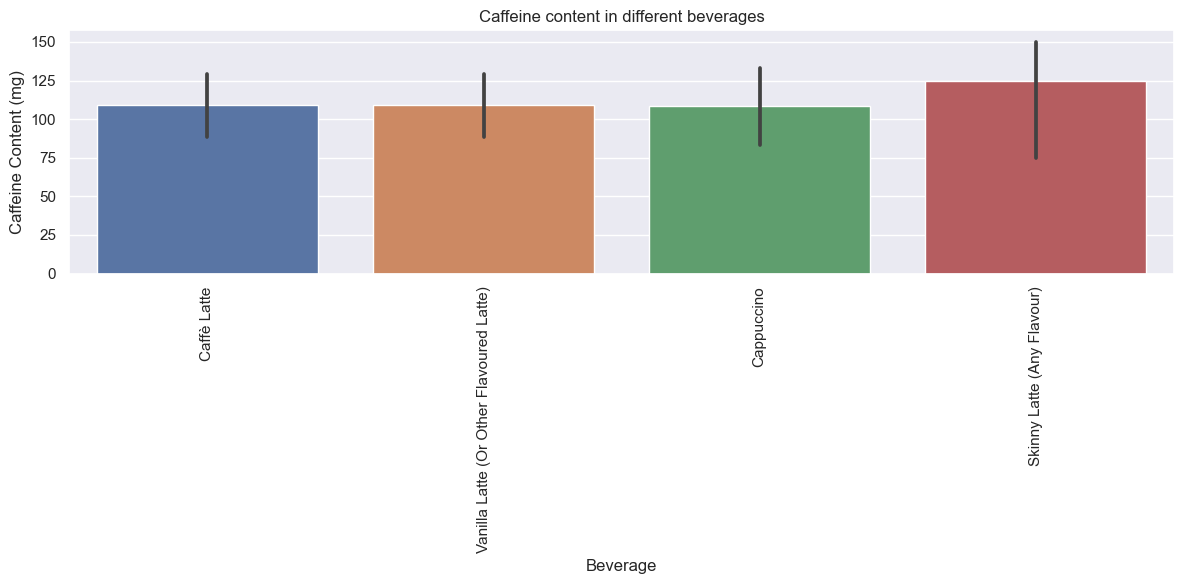 Caffeine content in different beverages
Caffeine Content (mg)
150
125
100
75
50
25
0
Caffè Latte
Vanilla Latte (Or Other Flavoured Latte)
Cappuccino
Skinny Latte (Any Flavour)
Beverage